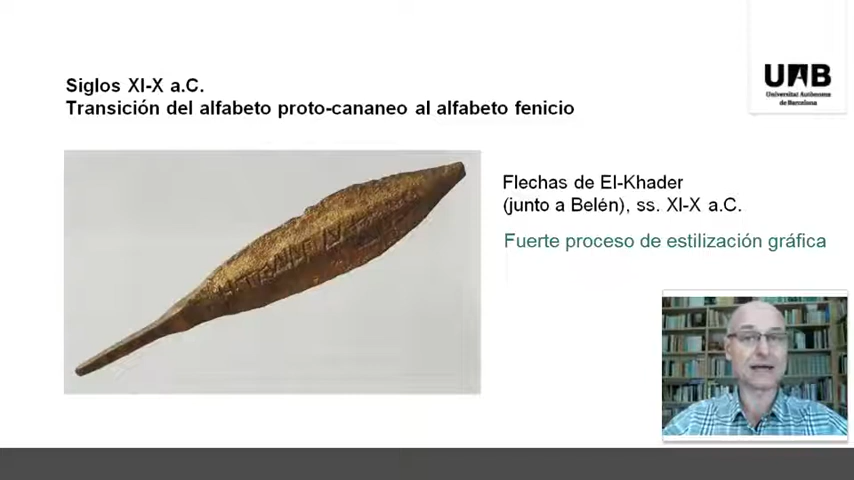 Siglos XI-X a.C.
Transición del alfabeto proto-cananeo al alfabeto fenicio
Flechas de El-Khader
(junto a Belén), ss. XI-X a.C.
Fuerte proceso de estilización gráfica
UAB
Universitat Autònoma
de Barcelona